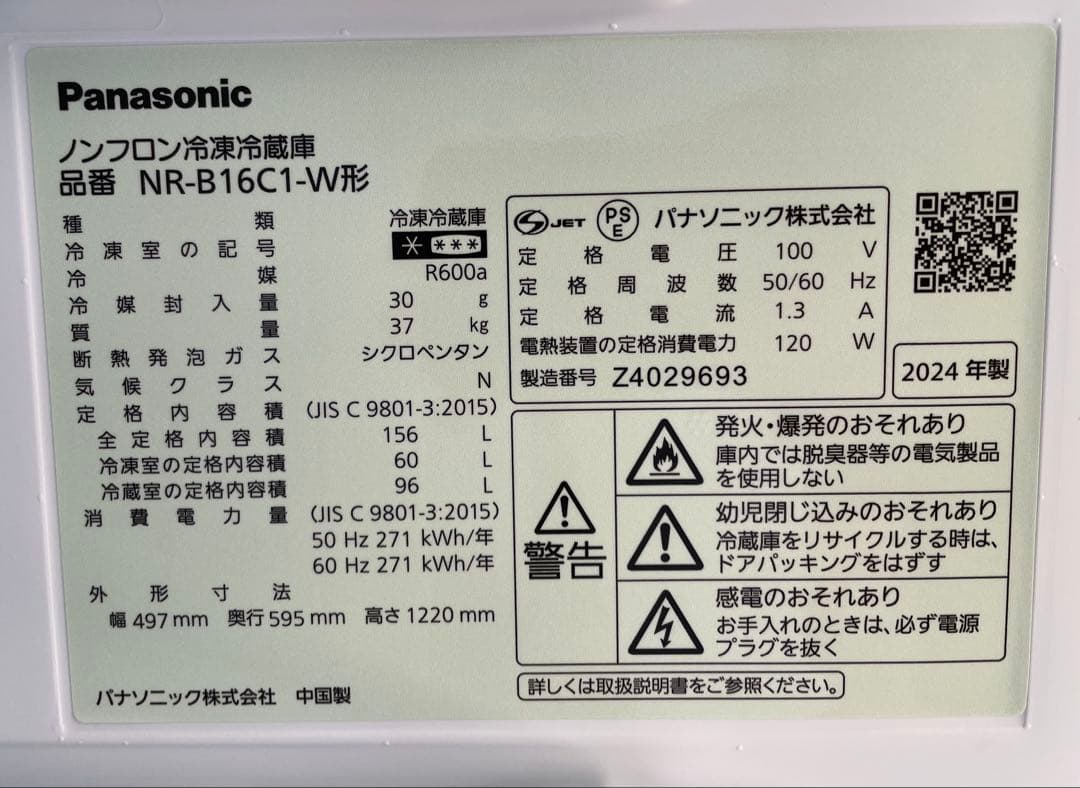 Panasonic
ノンフロン冷凍冷蔵庫
品番 NR-B16C1-W形
種類 冷凍冷蔵庫
冷凍室の記号 * ***
冷媒 R600a
冷媒封入量 30 g
質量 37 kg
断熱発泡ガス シクロペンタン
気候クラス N
定格内容積 (JIS C 9801-3:2015)
全定格内容積 156 L
冷凍室の定格内容積 60 L
冷蔵室の定格内容積 96 L
消費電力量 (JIS C 9801-3:2015)
50 Hz 271 kWh/年
60 Hz 271 kWh/年
外形寸法
幅 497 mm 奥行 595 mm 高さ 1220 mm
パナソニック株式会社 中国製
JET PSE パナソニック株式会社
定格電圧 100 V
定格周波数 50/60 Hz
定格電流 1.3 A
電熱装置の定格消費電力 120 W
製造番号 Z4029693
2024年製
警告
発火・爆発のおそれあり
庫内では脱臭器等の電気製品
を使用しない
幼児閉じ込みのおそれあり
冷蔵庫をリサイクルする時は、
ドアパッキングをはずす
感電のおそれあり
お手入れのときは、必ず電源
プラグを抜く
詳しくは取扱説明書をご参照ください。